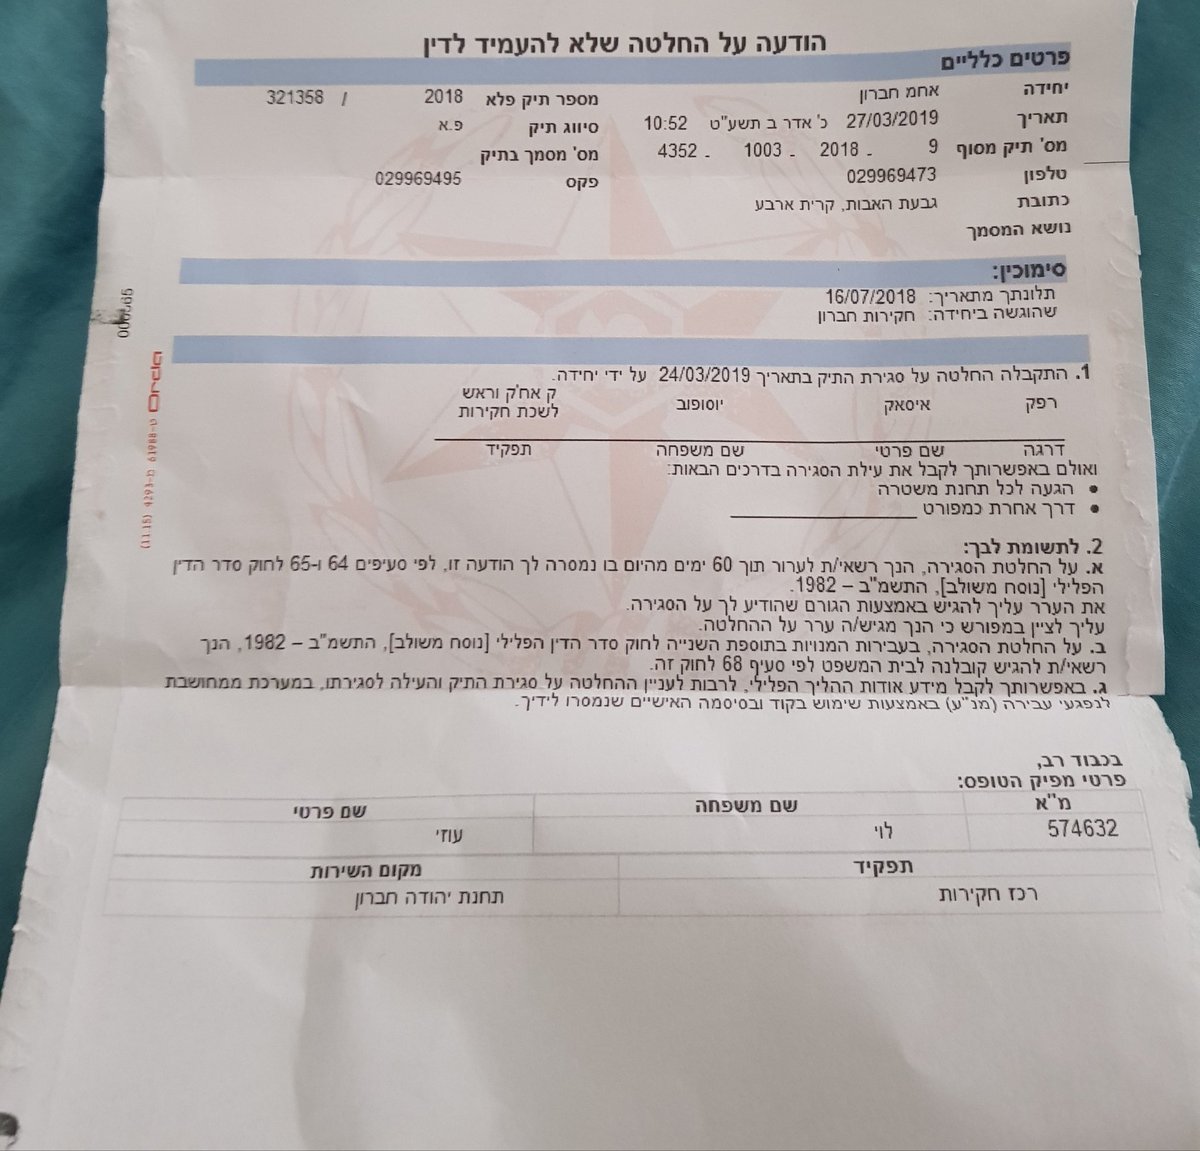 הודעה על החלטה שלא להעמיד לדין
פרטים כלליים
יחידה אחמ חברון מספר תיק פלא 2018 / 321358
תאריך 27/03/2019 כ' אדר ב תשע"ט 10:52 סיווג תיק פ.א
מס' תיק מסוף 9 - 2018 - 1003 - 4352 מס' מסמך בתיק
טלפון 029969473 פקס 029969495
כתובת גבעת האבות, קרית ארבע
נושא המסמך
סימוכין:
תלונתך מתאריך: 16/07/2018
שהוגשה ביחידה: חקירות חברון
1. התקבלה החלטה על סגירת התיק בתאריך 24/03/2019 על ידי יחידה.
רפק איסאק יוסופוב ק אח'ק וראש
לשכת חקירות
דרגה שם פרטי שם משפחה תפקיד
ואולם באפשרותך לקבל את עילת הסגירה בדרכים הבאות:
• הגעה לכל תחנת משטרה
• דרך אחרת כמפורט
2. לתשומת לבך:
א. על החלטת הסגירה, הנך רשאי/ת לערור תוך 60 ימים מהיום בו נמסרה לך הודעה זו, לפי סעיפים 64 ו-65 לחוק סדר הדין
הפלילי [נוסח משולב], התשמ"ב – 1982.
את הערר עליך להגיש באמצעות הגורם שהודיע לך על הסגירה.
עליך לציין במפורש כי הנך מגיש/ה ערר על ההחלטה.
ב. על החלטת הסגירה, בעבירות המנויות בתוספת השנייה לחוק סדר הדין הפלילי [נוסח משולב], התשמ"ב – 1982, הנך
רשאי/ת להגיש קובלנה לבית המשפט לפי סעיף 68 לחוק זה.
ג. באפשרותך לקבל מידע אודות ההליך הפלילי, לרבות לעניין ההחלטה על סגירת התיק והעילה לסגירתו, במערכת ממחושבת
לנפגעי עבירה (מנ"ע) באמצעות שימוש בקוד ובסיסמה האישיים שנמסרו לידיך.
בכבוד רב,
פרטי מפיק הטופס:
מ"א שם משפחה שם פרטי
574632 לוי עוזי
תפקיד מקום השירות
רכז חקירות תחנת יהודה חברון
Orda ט-61988 מ-4293 (11.15)